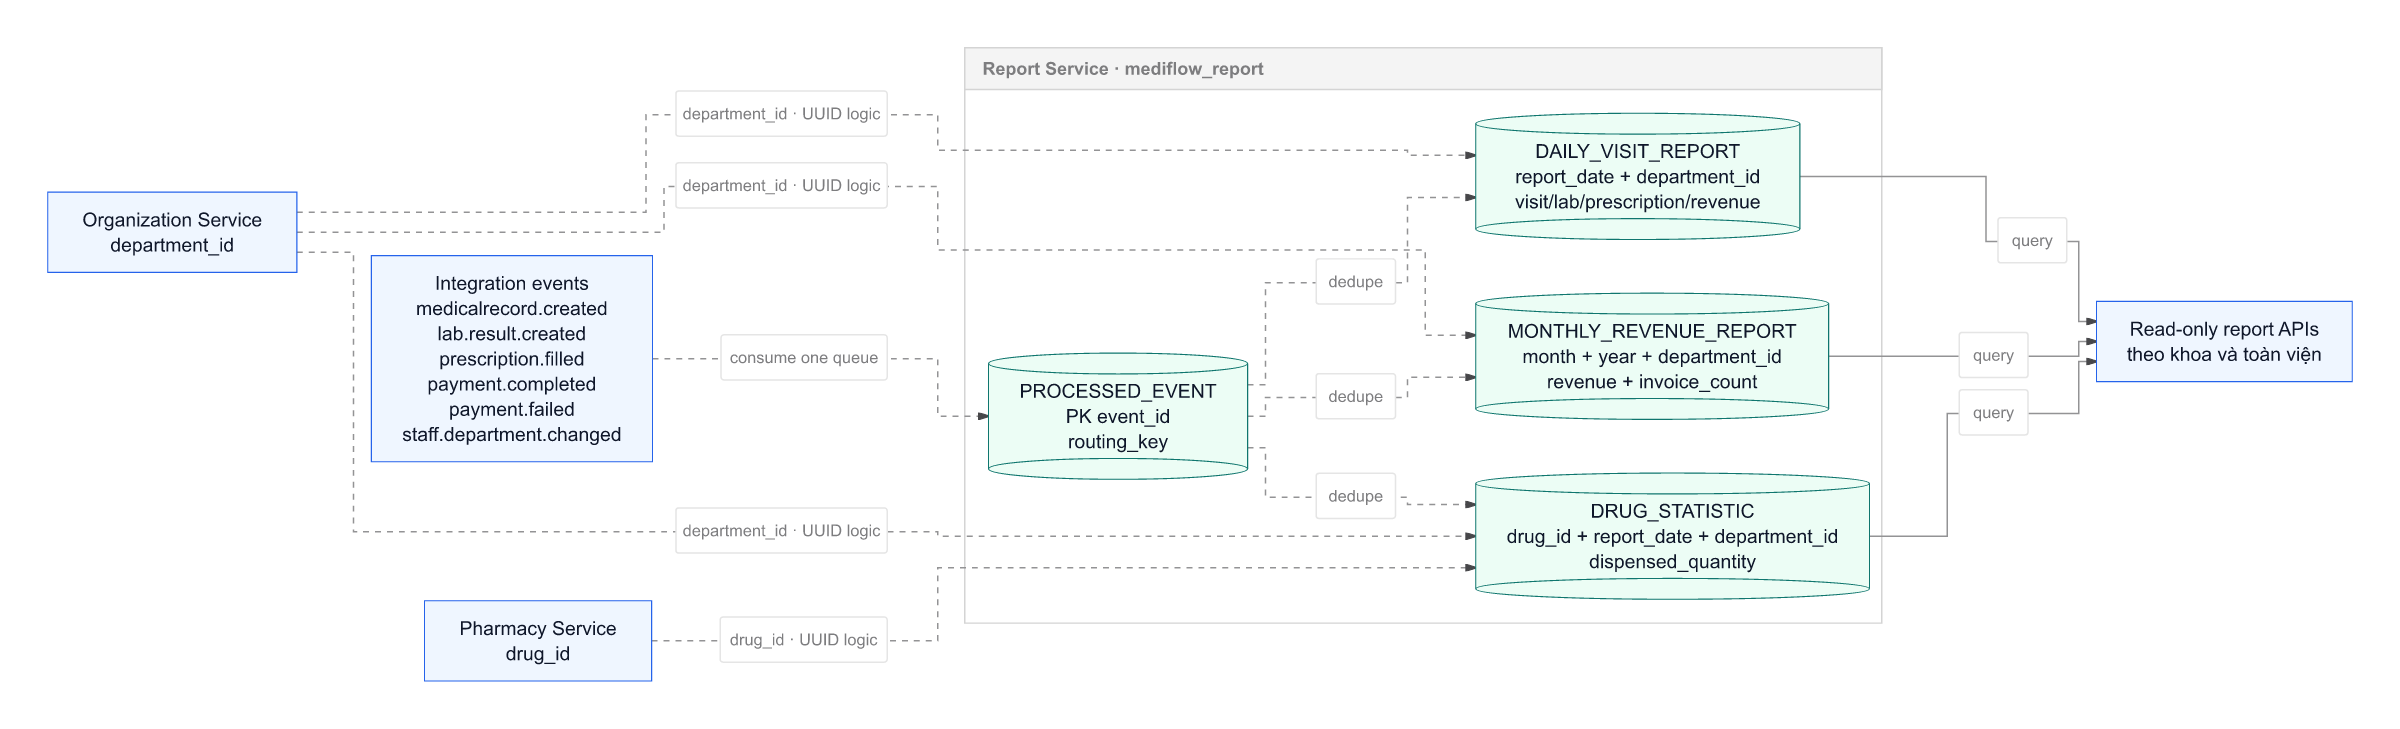 Report Service · mediflow_report
department_id · UUID logic
department_id · UUID logic
Organization Service
department_id
Integration events
medicalrecord.created
lab.result.created
prescription.filled
payment.completed
payment.failed
staff.department.changed
consume one queue
department_id · UUID logic
Pharmacy Service
drug_id
drug_id · UUID logic
PROCESSED_EVENT
PK event_id
routing_key
dedupe
dedupe
dedupe
DAILY_VISIT_REPORT
report_date + department_id
visit/lab/prescription/revenue
MONTHLY_REVENUE_REPORT
month + year + department_id
revenue + invoice_count
DRUG_STATISTIC
drug_id + report_date + department_id
dispensed_quantity
query
query
query
Read-only report APIs
theo khoa và toàn viện